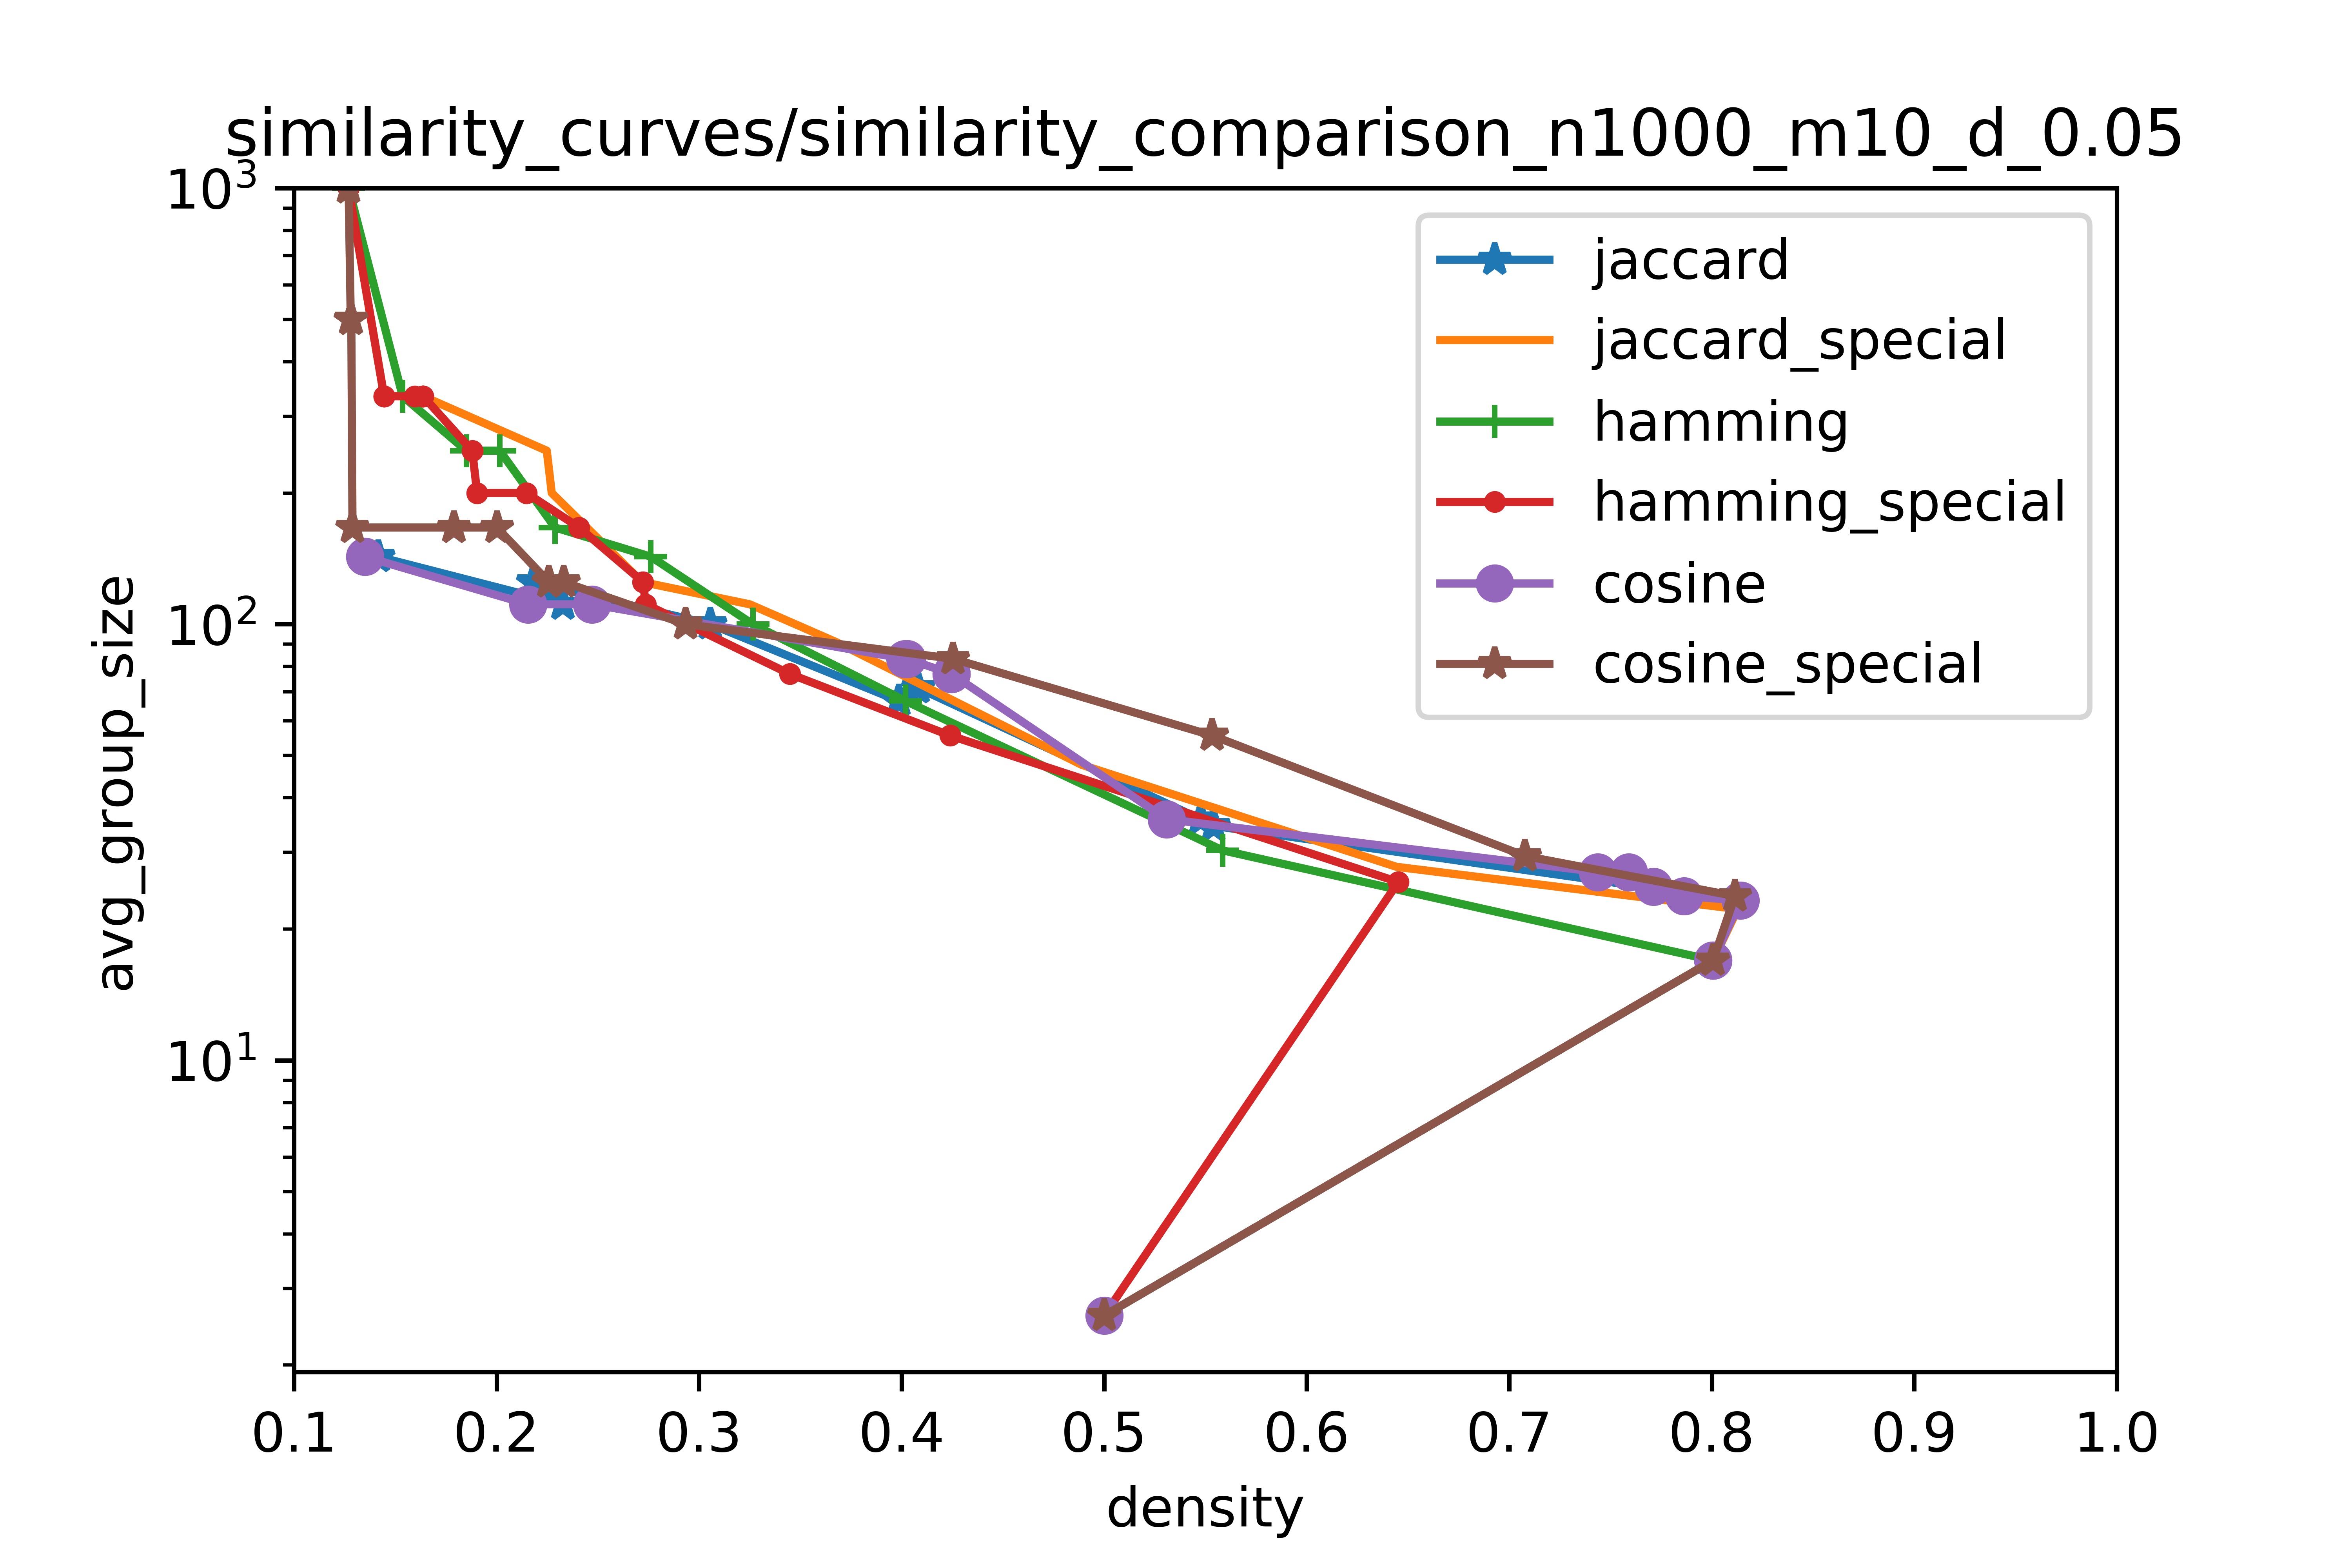 similarity_curves/similarity_comparison_n1000_m10_d_0.05
10³
10²
10¹
avg_group_size
jaccard
jaccard_special
hamming
hamming_special
cosine
cosine_special
0.1 0.2 0.3 0.4 0.5 0.6 0.7 0.8 0.9 1.0
density